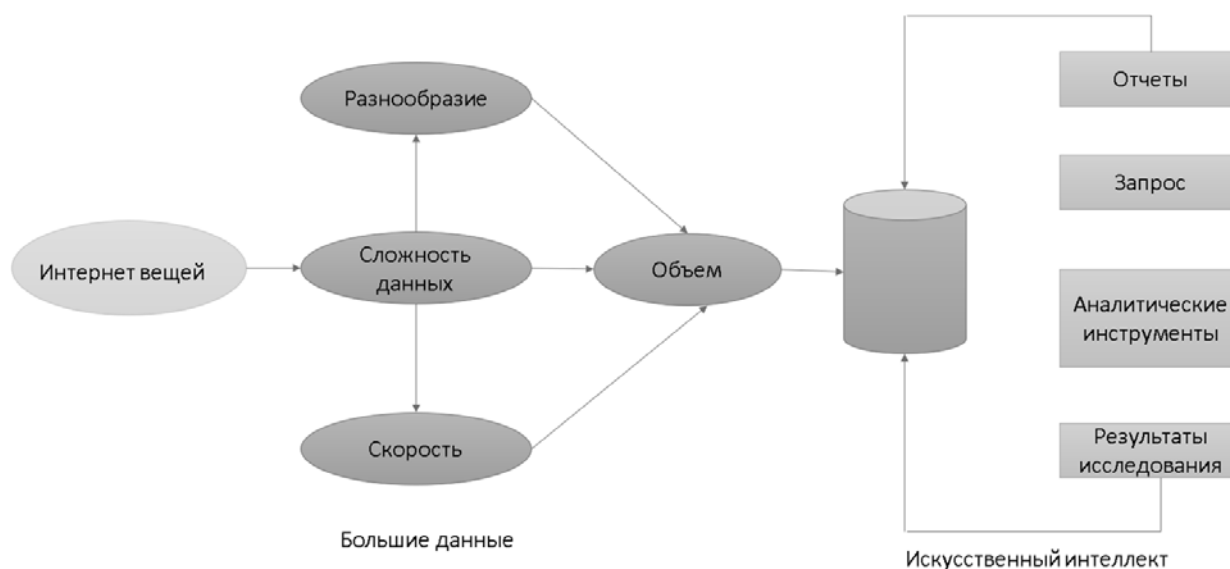 Отчеты
Разнообразие
Запрос
Интернет вещей
Сложность
данных
Объем
Аналитические
инструменты
Скорость
Результаты
исследования
Большие данные
Искусственный интеллект